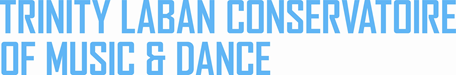 TRINITY LABAN CONSERVATOIRE
OF MUSIC & DANCE